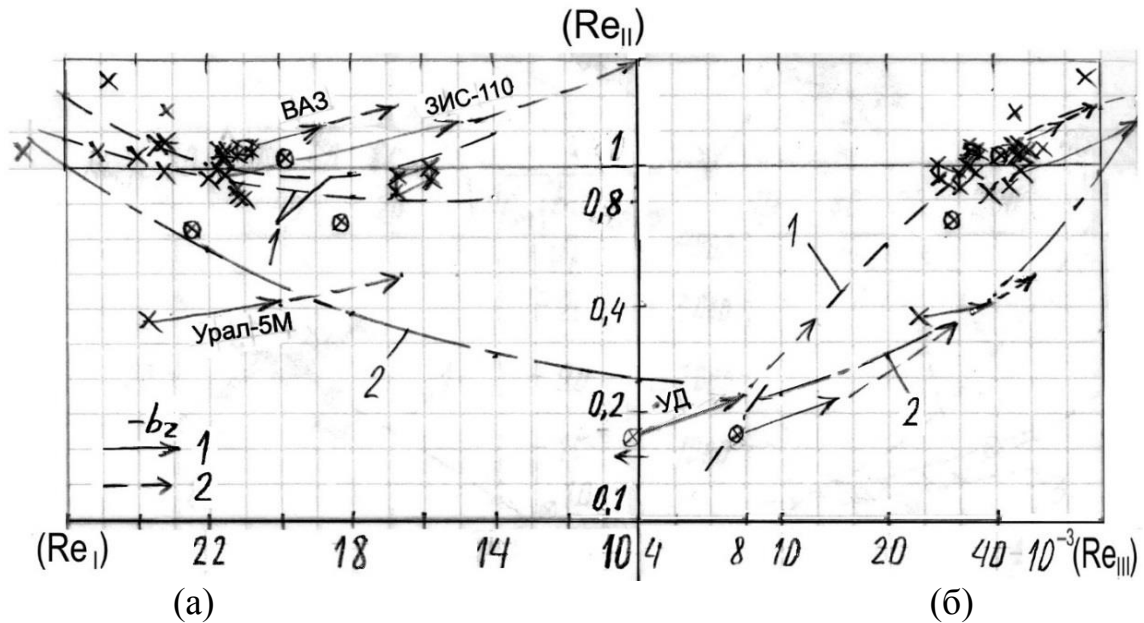 (Re_II)
ВАЗ
ЗИС-110
1
0,8
1
1
0,4
Урал-5М
2
2
0,2
УД
-b_z
1
2
0,1
(Re_I) 22 18 14 10 4 8 10 20 40 ·10⁻³ (Re_III)
(а) (б)